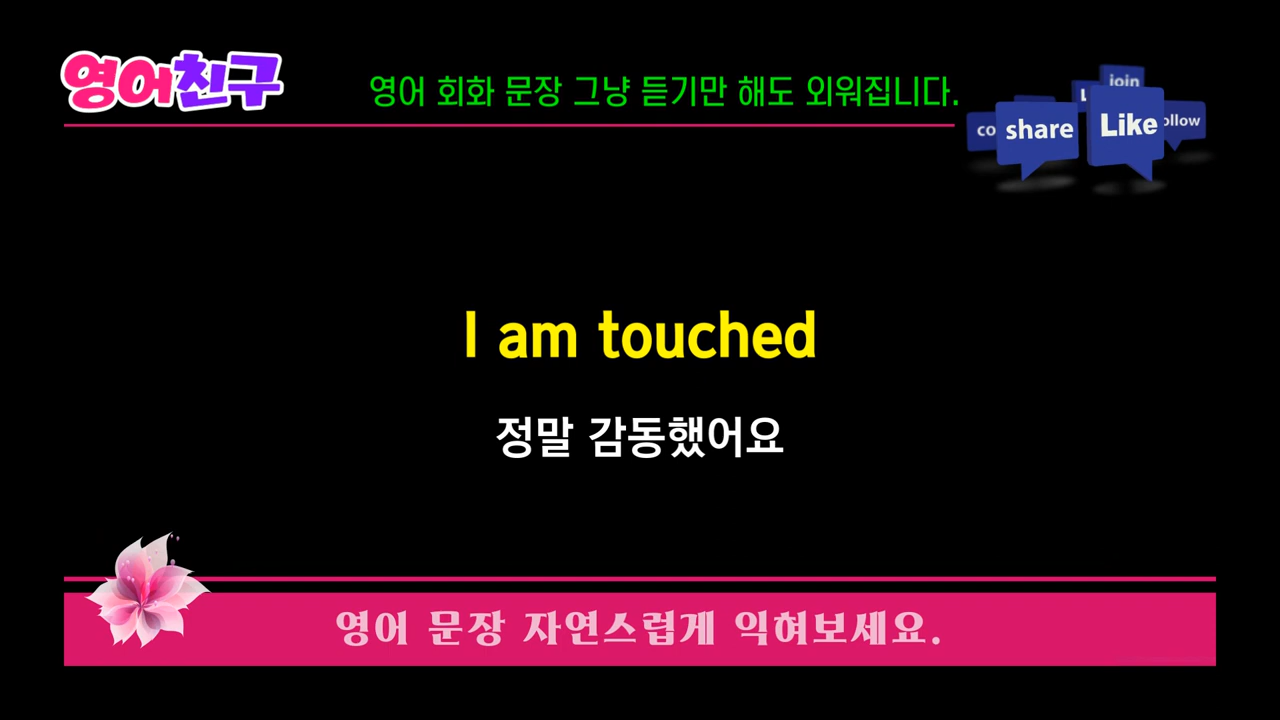 영어친구
영어 회화 문장 그냥 듣기만 해도 외워집니다.
join
co
share
Like
ollow
I am touched
정말 감동했어요
영어 문장 자연스럽게 익혀보세요.